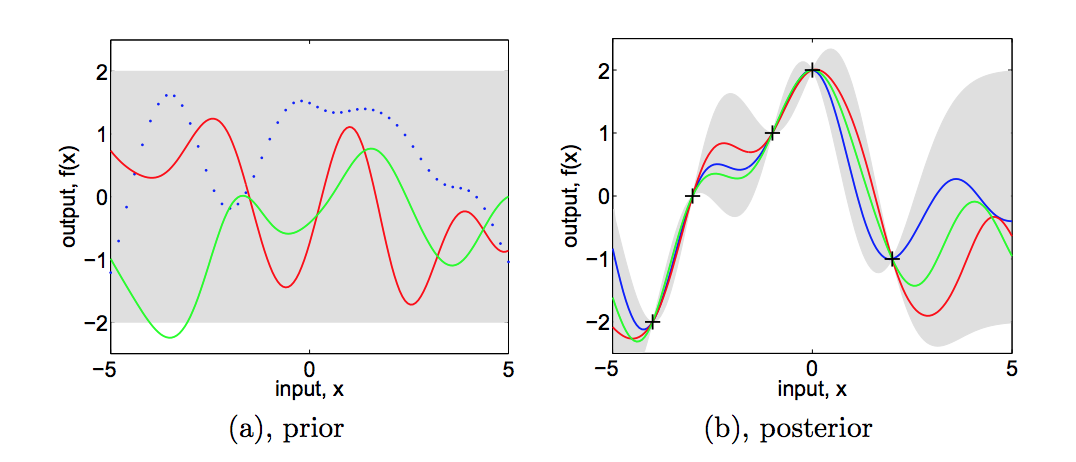 2
1
0
−1
−2
−5
0
5
output, f(x)
input, x
(a), prior
2
1
0
−1
−2
−5
0
5
output, f(x)
input, x
(b), posterior